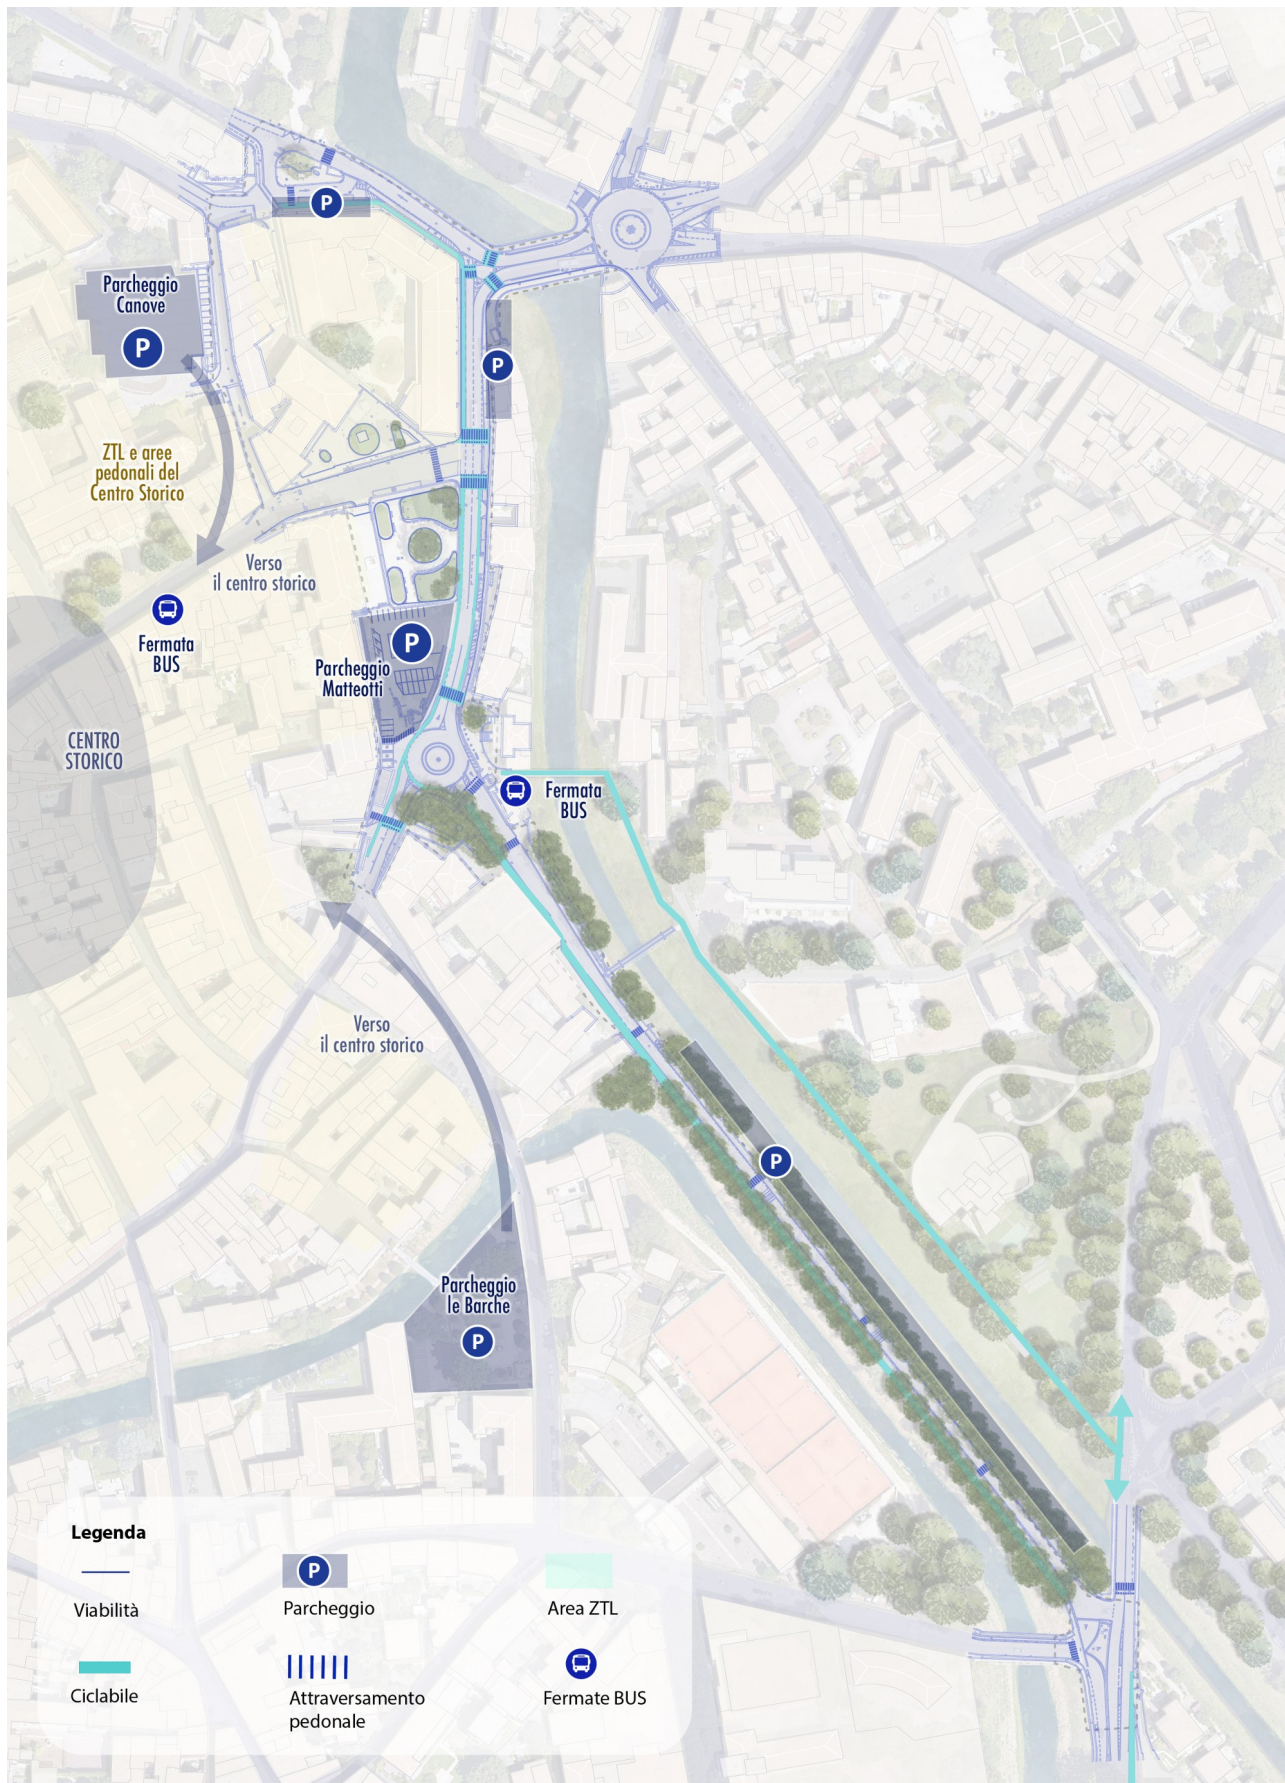 P
Parcheggio
Canove
P
P
ZTL e aree
pedonali del
Centro Storico
Verso
il centro storico
Fermata
BUS
P
Parcheggio
Matteotti
CENTRO
STORICO
Fermata
BUS
Verso
il centro storico
P
Parcheggio
le Barche
P
Legenda
P
Viabilità
Parcheggio
Area ZTL
Ciclabile
Attraversamento
pedonale
Fermate BUS